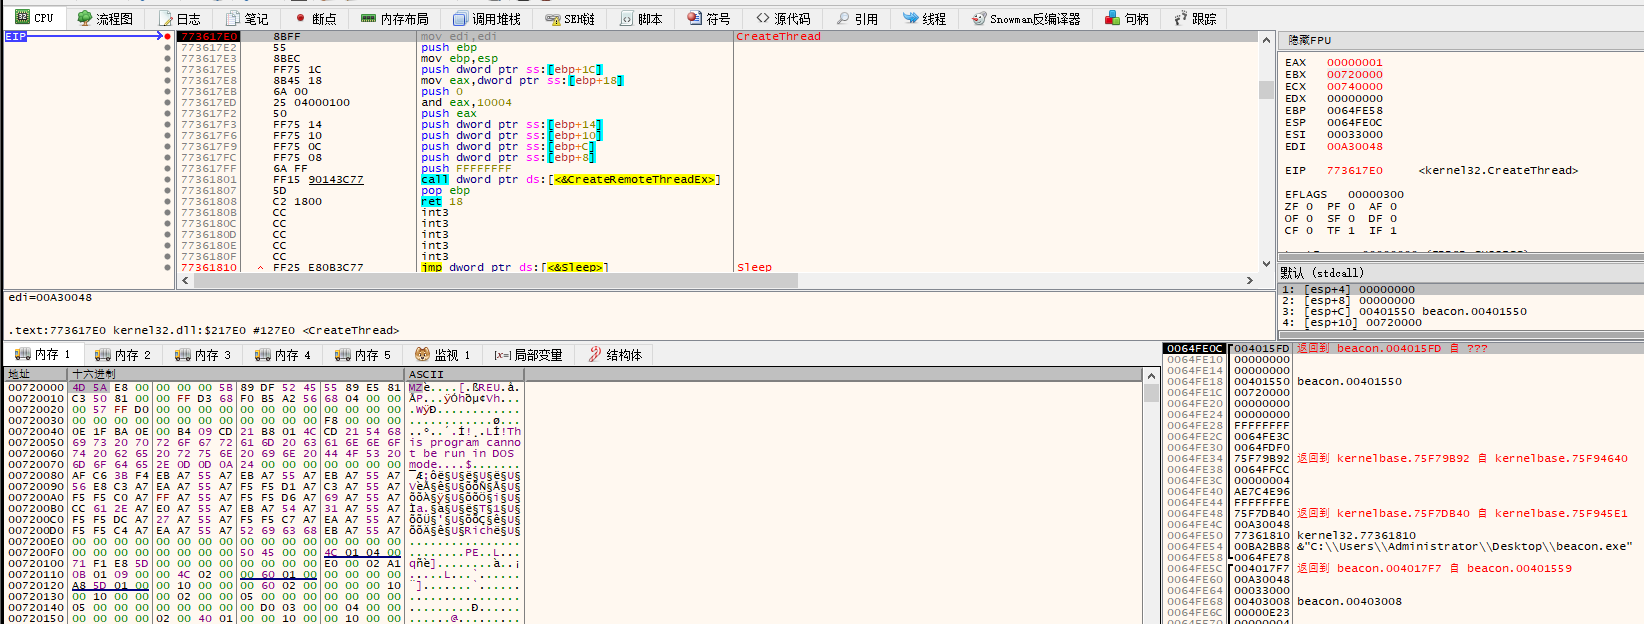 CPU 流程图 日志 笔记 断点 内存布局 调用堆栈 SEH链 脚本 符号 源代码 引用 线程 Snowman反编译器 句柄 跟踪
EIP 773617E0 8BFF mov edi,edi CreateThread
773617E2 55 push ebp
773617E3 8BEC mov ebp,esp
773617E5 FF75 1C push dword ptr ss:[ebp+1C]
773617E8 8B45 18 mov eax,dword ptr ss:[ebp+18]
773617EB 6A 00 push 0
773617ED 25 04000100 and eax,10004
773617F2 50 push eax
773617F3 FF75 14 push dword ptr ss:[ebp+14]
773617F6 FF75 10 push dword ptr ss:[ebp+10]
773617F9 FF75 0C push dword ptr ss:[ebp+C]
773617FC FF75 08 push dword ptr ss:[ebp+8]
773617FF 6A FF push FFFFFFFF
77361801 FF15 90143C77 call dword ptr ds:[<&CreateRemoteThreadEx>]
77361807 5D pop ebp
77361808 C2 1800 ret 18
7736180B CC int3
7736180C CC int3
7736180D CC int3
7736180E CC int3
7736180F CC int3
77361810 ^ FF25 E80B3C77 jmp dword ptr ds:[<&Sleep>] Sleep
隐藏FPU
EAX 00000001
EBX 00720000
ECX 00740000
EDX 00000000
EBP 0064FE58
ESP 0064FE0C
ESI 00033000
EDI 00A30048
EIP 773617E0 <kernel32.CreateThread>
EFLAGS 00000300
ZF 0 PF 0 AF 0
OF 0 SF 0 DF 0
CF 0 TF 1 IF 1
默认 (stdcall)
1: [esp+4] 00000000
2: [esp+8] 00000000
3: [esp+C] 00401550 beacon.00401550
4: [esp+10] 00720000
edi=00A30048
.text:773617E0 kernel32.dll:$217E0 #127E0 <CreateThread>
内存 1 内存 2 内存 3 内存 4 内存 5 监视 1 [x=] 局部变量 结构体
地址 十六进制 ASCII
00720000 4D 5A E8 00 00 00 00 5B 89 DF 52 45 55 89 E5 81 MZè....[.ßREU.å.
00720010 C3 50 81 00 00 FF D3 68 F0 B5 A2 56 68 04 00 00 ÃP...ÿÓhðµ¢Vh...
00720020 00 57 FF D0 00 00 00 00 00 00 00 00 00 00 00 00 .WÿÐ............
00720030 00 00 00 00 00 00 00 00 00 00 00 00 F8 00 00 00 ............ø...
00720040 0E 1F BA 0E 00 B4 09 CD 21 B8 01 4C CD 21 54 68 ..º..´.Í!¸.LÍ!Th
00720050 69 73 20 70 72 6F 67 72 61 6D 20 63 61 6E 6E 6F is program canno
00720060 74 20 62 65 20 72 75 6E 20 69 6E 20 44 4F 53 20 t be run in DOS
00720070 6D 6F 64 65 2E 0D 0D 0A 24 00 00 00 00 00 00 00 mode....$.......
00720080 AF C6 3B F4 EB A7 55 A7 EB A7 55 A7 EB A7 55 A7 ¯Æ;ôë§U§ë§U§ë§U§
00720090 56 E8 C3 A7 EA A7 55 A7 F5 F5 D1 A7 C3 A7 55 A7 VèÃ§ê§U§õõÑ§Ã§U§
007200A0 F5 F5 C0 A7 FF A7 55 A7 F5 F5 D6 A7 69 A7 55 A7 õõÀ§ÿ§U§õõÖ§i§U§
007200B0 CC 61 2E A7 E0 A7 55 A7 EB A7 54 A7 31 A7 55 A7 Ìa.§à§U§ë§T§1§U§
007200C0 F5 F5 DC A7 27 A7 55 A7 F5 F5 C7 A7 EA A7 55 A7 õõÜ§'§U§õõÇ§ê§U§
007200D0 F5 F5 C4 A7 EA A7 55 A7 52 69 63 68 EB A7 55 A7 õõÄ§ê§U§Richë§U§
007200E0 00 00 00 00 00 00 00 00 00 00 00 00 00 00 00 00 ................
007200F0 00 00 00 00 00 00 00 00 50 45 00 00 4C 01 04 00 ........PE..L...
00720100 71 F1 E8 5D 00 00 00 00 00 00 00 00 E0 00 02 A1 qñè]........à..¡
00720110 0B 01 09 00 00 4C 02 00 00 60 01 00 00 00 00 00 .....L...`......
00720120 A8 5D 01 00 00 10 00 00 00 60 02 00 00 00 00 10 ¨].......`......
00720130 00 10 00 00 00 02 00 00 05 00 00 00 00 00 00 00 ................
00720140 05 00 00 00 00 00 00 00 00 D0 03 00 00 04 00 00 .........Ð......
00720150 00 00 00 00 02 00 40 01 00 00 10 00 00 10 00 00 ......@.........
0064FE0C 004015FD 返回到 beacon.004015FD 自 ???
0064FE10 00000000
0064FE14 00000000
0064FE18 00401550 beacon.00401550
0064FE1C 00720000
0064FE20 00000000
0064FE24 00000000
0064FE28 FFFFFFFF
0064FE2C 0064FE3C
0064FE30 0064FDF0
0064FE34 75F79B92 返回到 kernelbase.75F79B92 自 kernelbase.75F94640
0064FE38 0064FFCC
0064FE3C 00000004
0064FE40 AE7C4E96
0064FE44 FFFFFFFE
0064FE48 75F7DB40 返回到 kernelbase.75F7DB40 自 kernelbase.75F945E1
0064FE4C 00A30048
0064FE50 77361810 kernel32.77361810
0064FE54 00BA2BB8 &"C:\\Users\\Administrator\\Desktop\\beacon.exe"
0064FE58 0064FE78
0064FE5C 004017F7 返回到 beacon.004017F7 自 beacon.00401559
0064FE60 00A30048
0064FE64 00033000
0064FE68 00403008 beacon.00403008
0064FE6C 00000E23